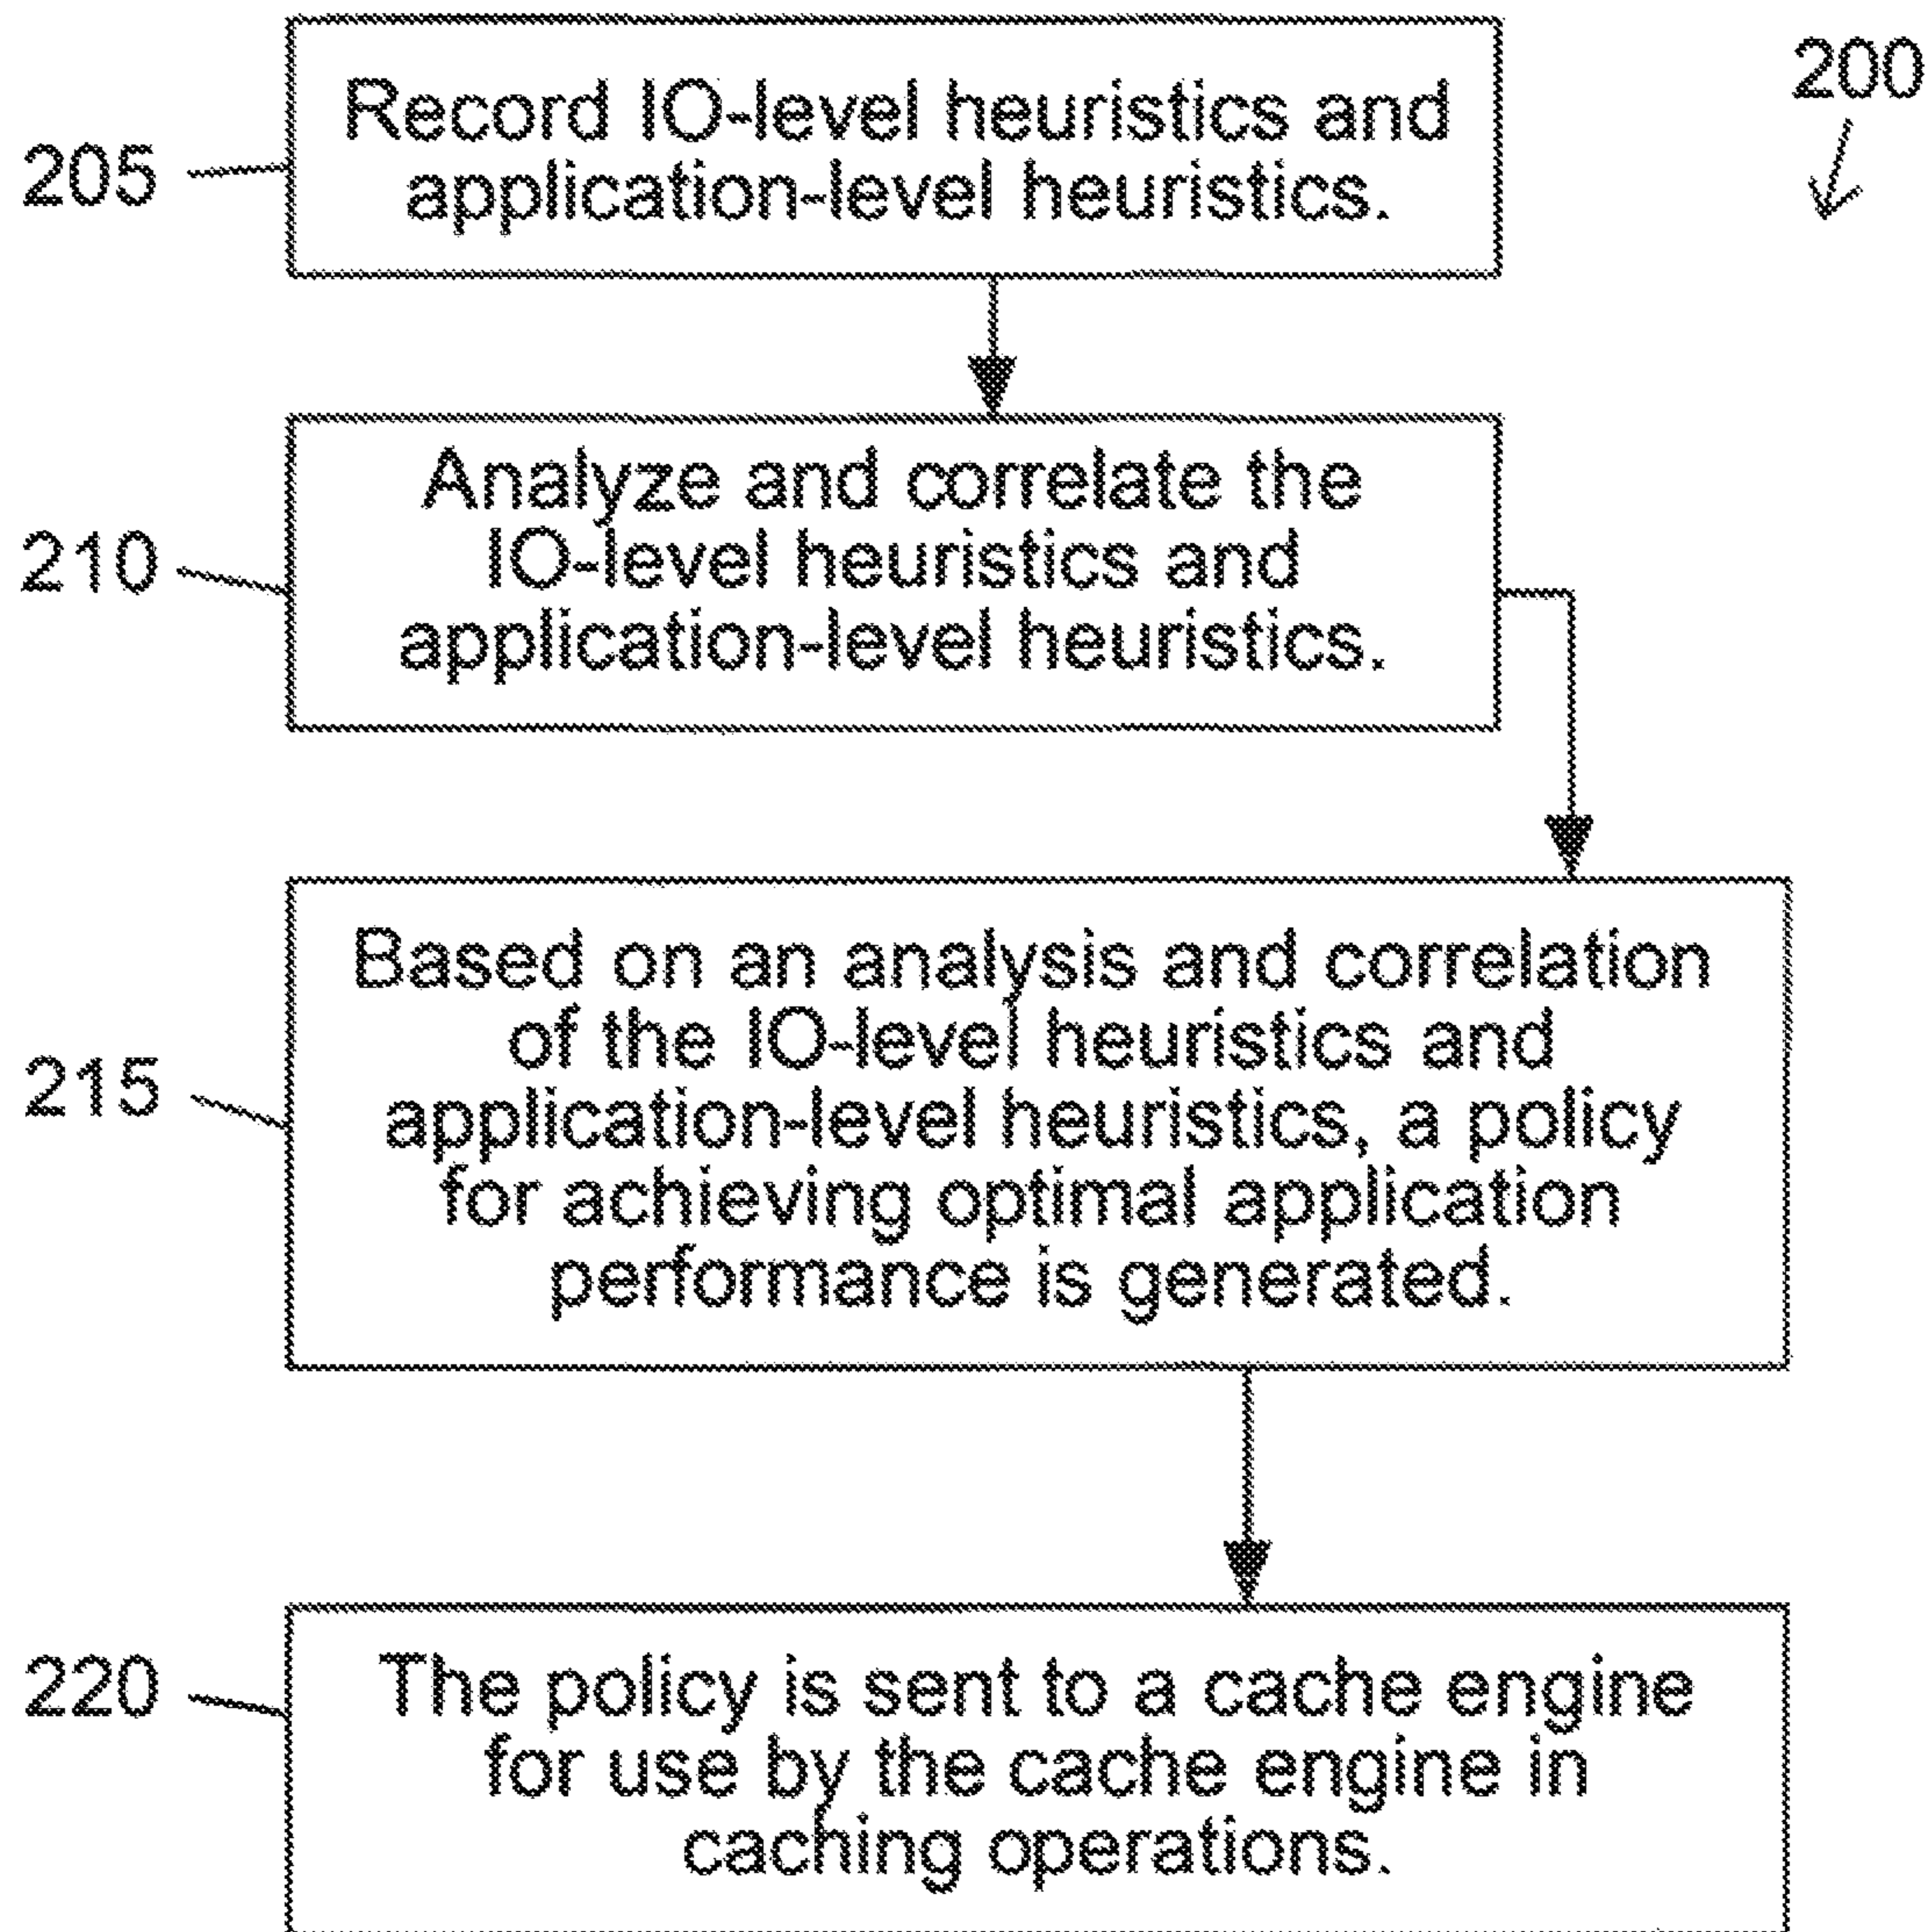 200
205
Record IO-level heuristics and
application-level heuristics.
210
Analyze and correlate the
IO-level heuristics and
application-level heuristics.
215
Based on an analysis and correlation
of the IO-level heuristics and
application-level heuristics, a policy
for achieving optimal application
performance is generated.
220
The policy is sent to a cache engine
for use by the cache engine in
caching operations.